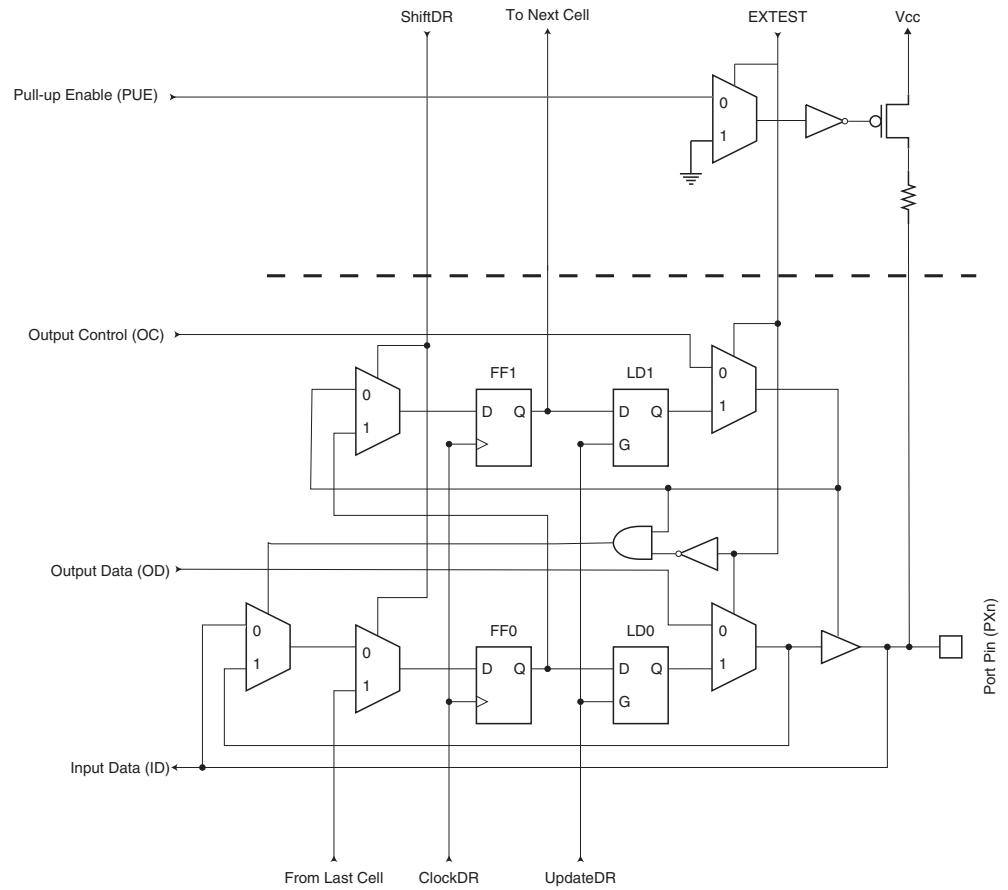 ShiftDR
To Next Cell
EXTEST
Vcc
Pull-up Enable (PUE)
0
1
Output Control (OC)
FF1
LD1
0
0
D Q
D Q
1
1
G
Output Data (OD)
FF0
LD0
0
0
0
D Q
D Q
1
1
1
G
Port Pin (PXn)
Input Data (ID)
From Last Cell
ClockDR
UpdateDR